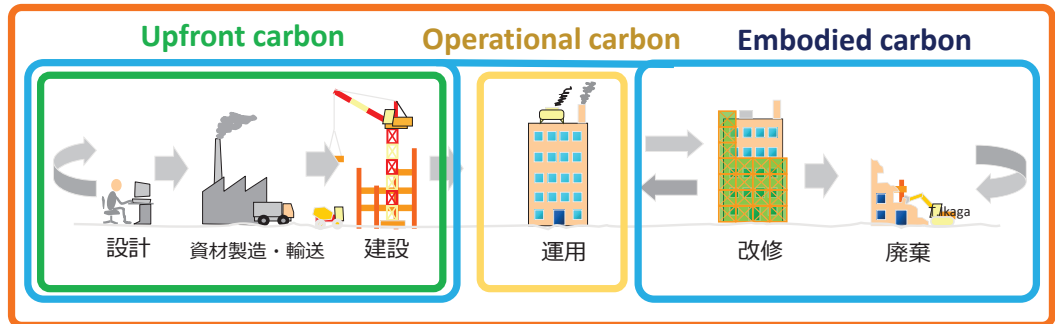 Upfront carbon
Operational carbon
Embodied carbon
設計
資材製造・輸送
建設
運用
改修
廃棄
T.Ikaga